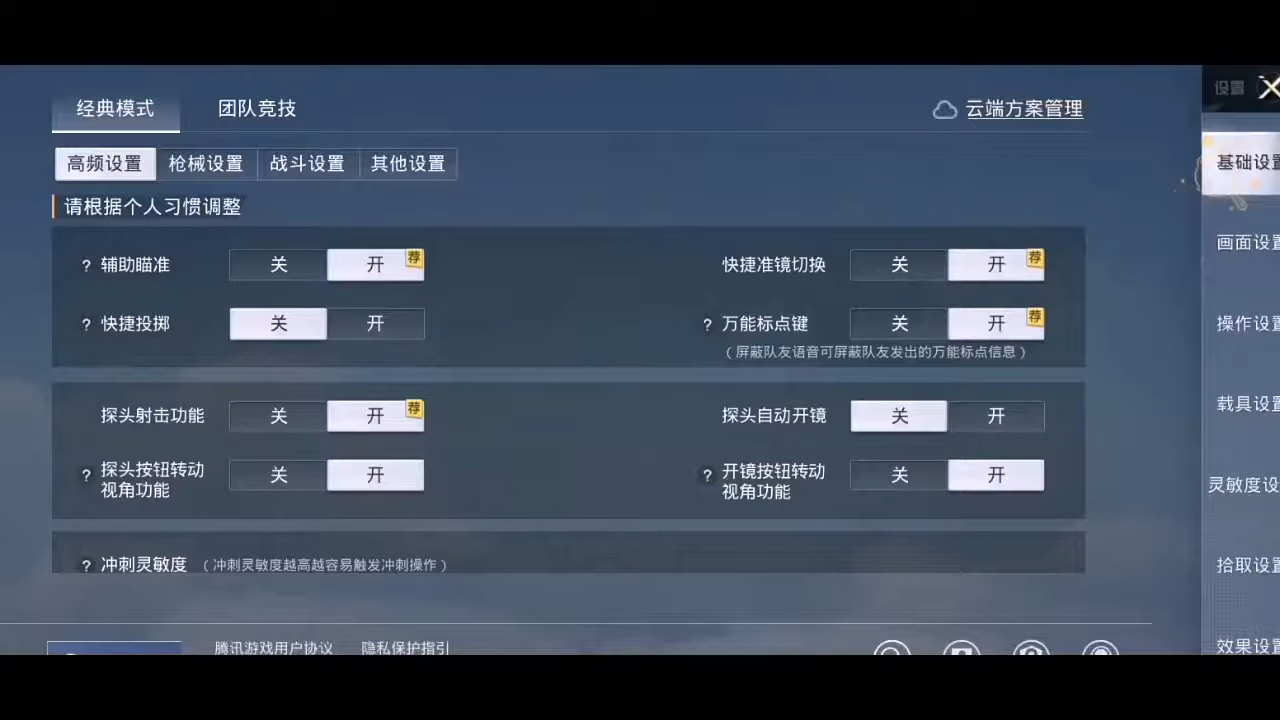 经典模式 团队竞技 云端方案管理 设置
高频设置 枪械设置 战斗设置 其他设置 基础设置
请根据个人习惯调整
画面设置
? 辅助瞄准 关 开 荐 快捷准镜切换 关 开 荐
? 快捷投掷 关 开 ? 万能标点键 关 开 荐
操作设置
(屏蔽队友语音可屏蔽队友发出的万能标点信息)
载具设置
探头射击功能 关 开 荐 探头自动开镜 关 开
? 探头按钮转动 关 开 ? 开镜按钮转动 关 开
视角功能 视角功能
灵敏度设
? 冲刺灵敏度 (冲刺灵敏度越高越容易触发冲刺操作)
拾取设置
腾讯游戏用户协议 隐私保护指引
效果设置